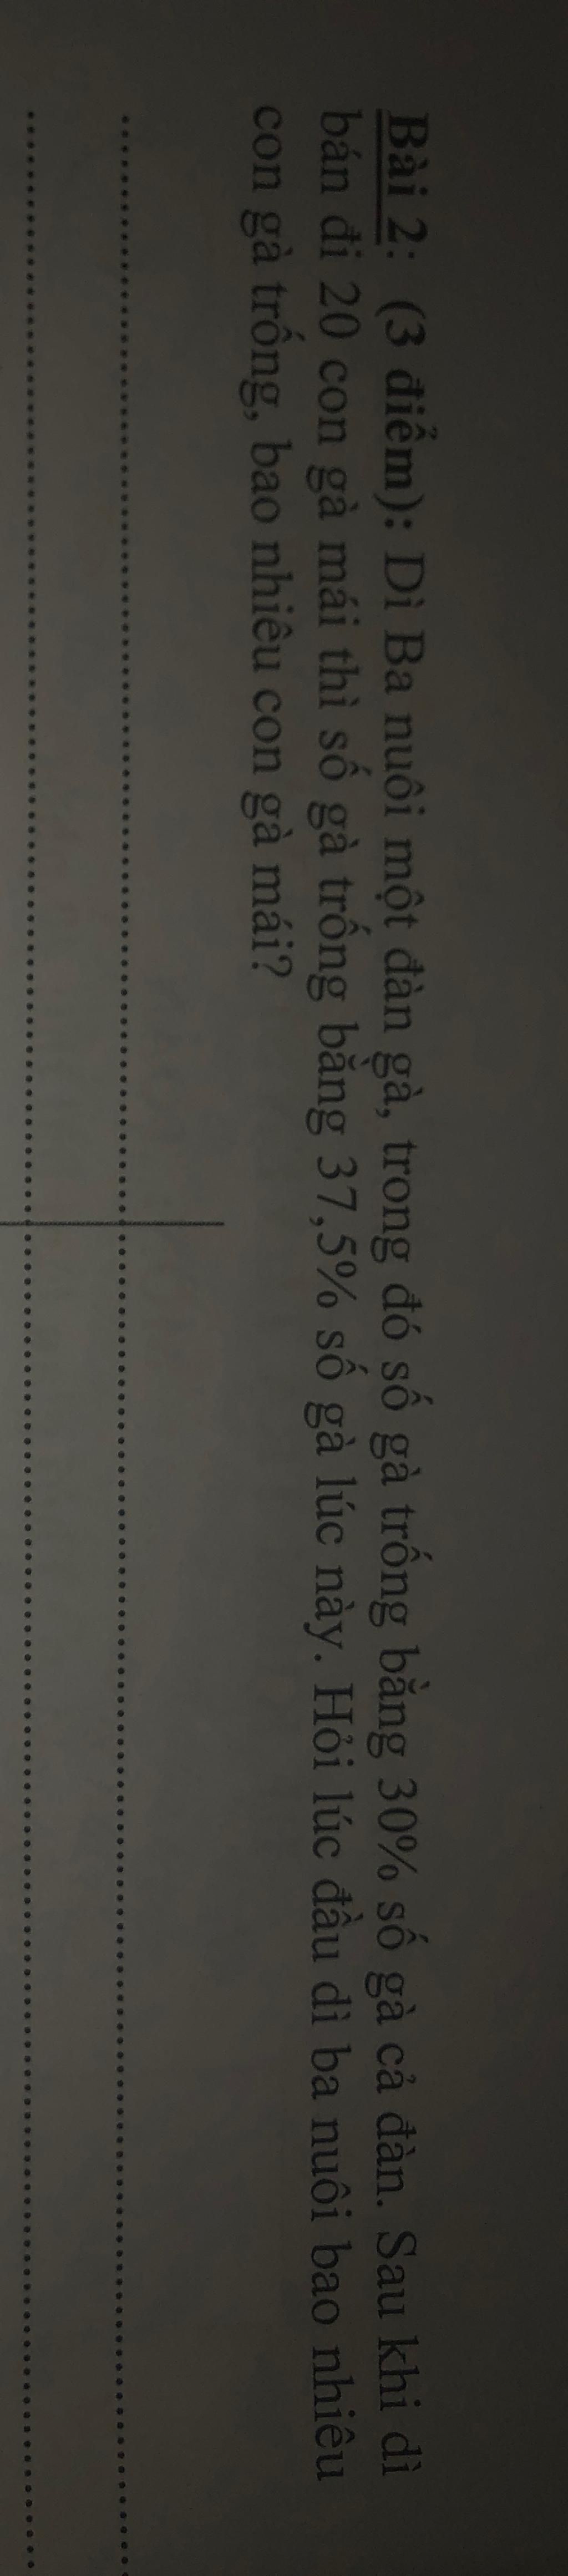 Bài 2: (3 điểm): Dì Ba nuôi một đàn gà, trong đó số gà trống bằng 30% số gà cả đàn. Sau khi dì
bán đi 20 con gà mái thì số gà trống bằng 37,5% số gà lúc này. Hỏi lúc đầu dì ba nuôi bao nhiêu
con gà trống, bao nhiêu con gà mái?